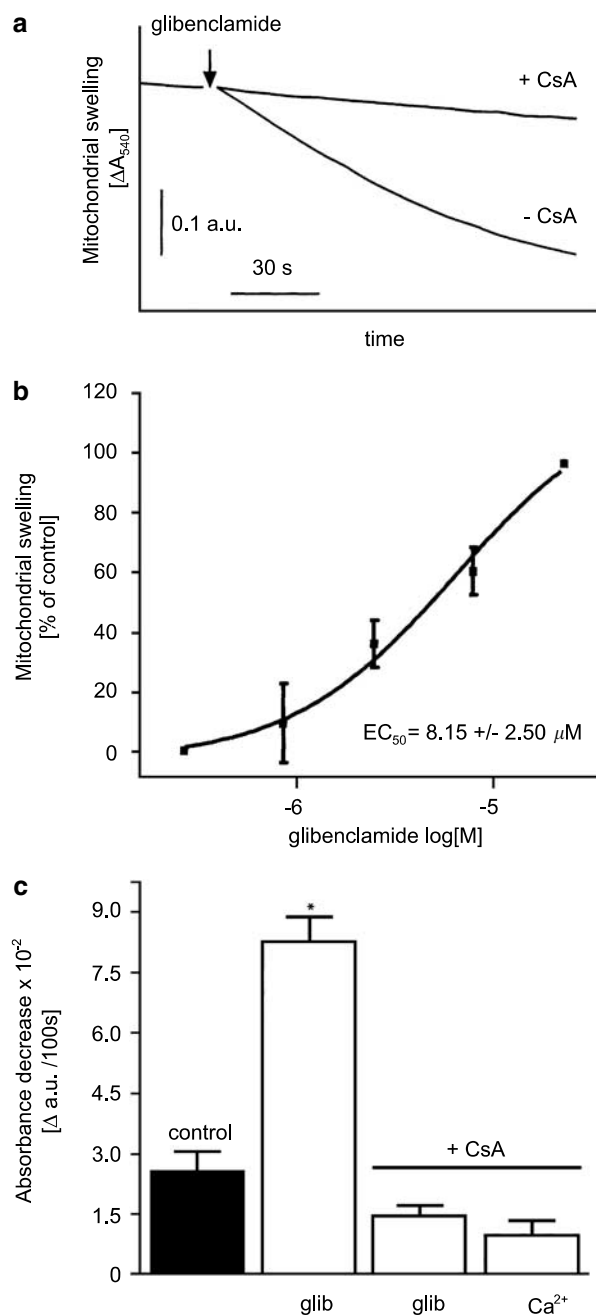 a
glibenclamide
+ CsA
- CsA
Mitochondrial swelling
[ΔA₅₄₀]
0.1 a.u.
30 s
time
b
120
100
80
60
40
20
0
Mitochondrial swelling
[% of control]
EC₅₀= 8.15 +/- 2.50 μM
-6
-5
glibenclamide log[M]
c
9.0
7.5
6.0
4.5
3.0
1.5
0
Absorbance decrease x 10⁻²
[Δ a.u. /100s]
*
control
+ CsA
glib
glib
Ca²⁺